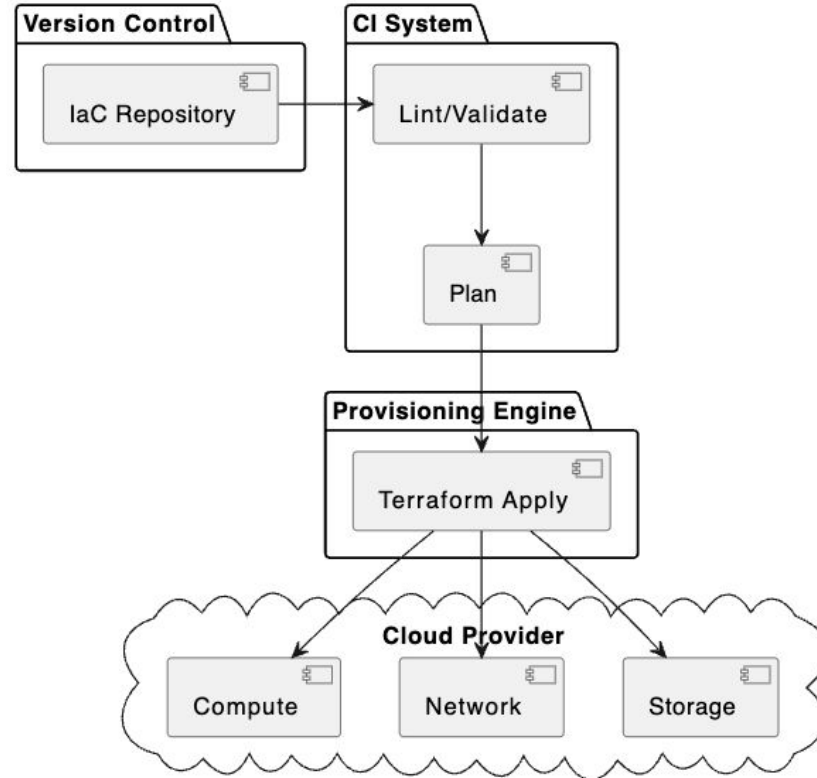 Version Control
CI System
IaC Repository
Lint/Validate
Plan
Provisioning Engine
Terraform Apply
Cloud Provider
Compute
Network
Storage